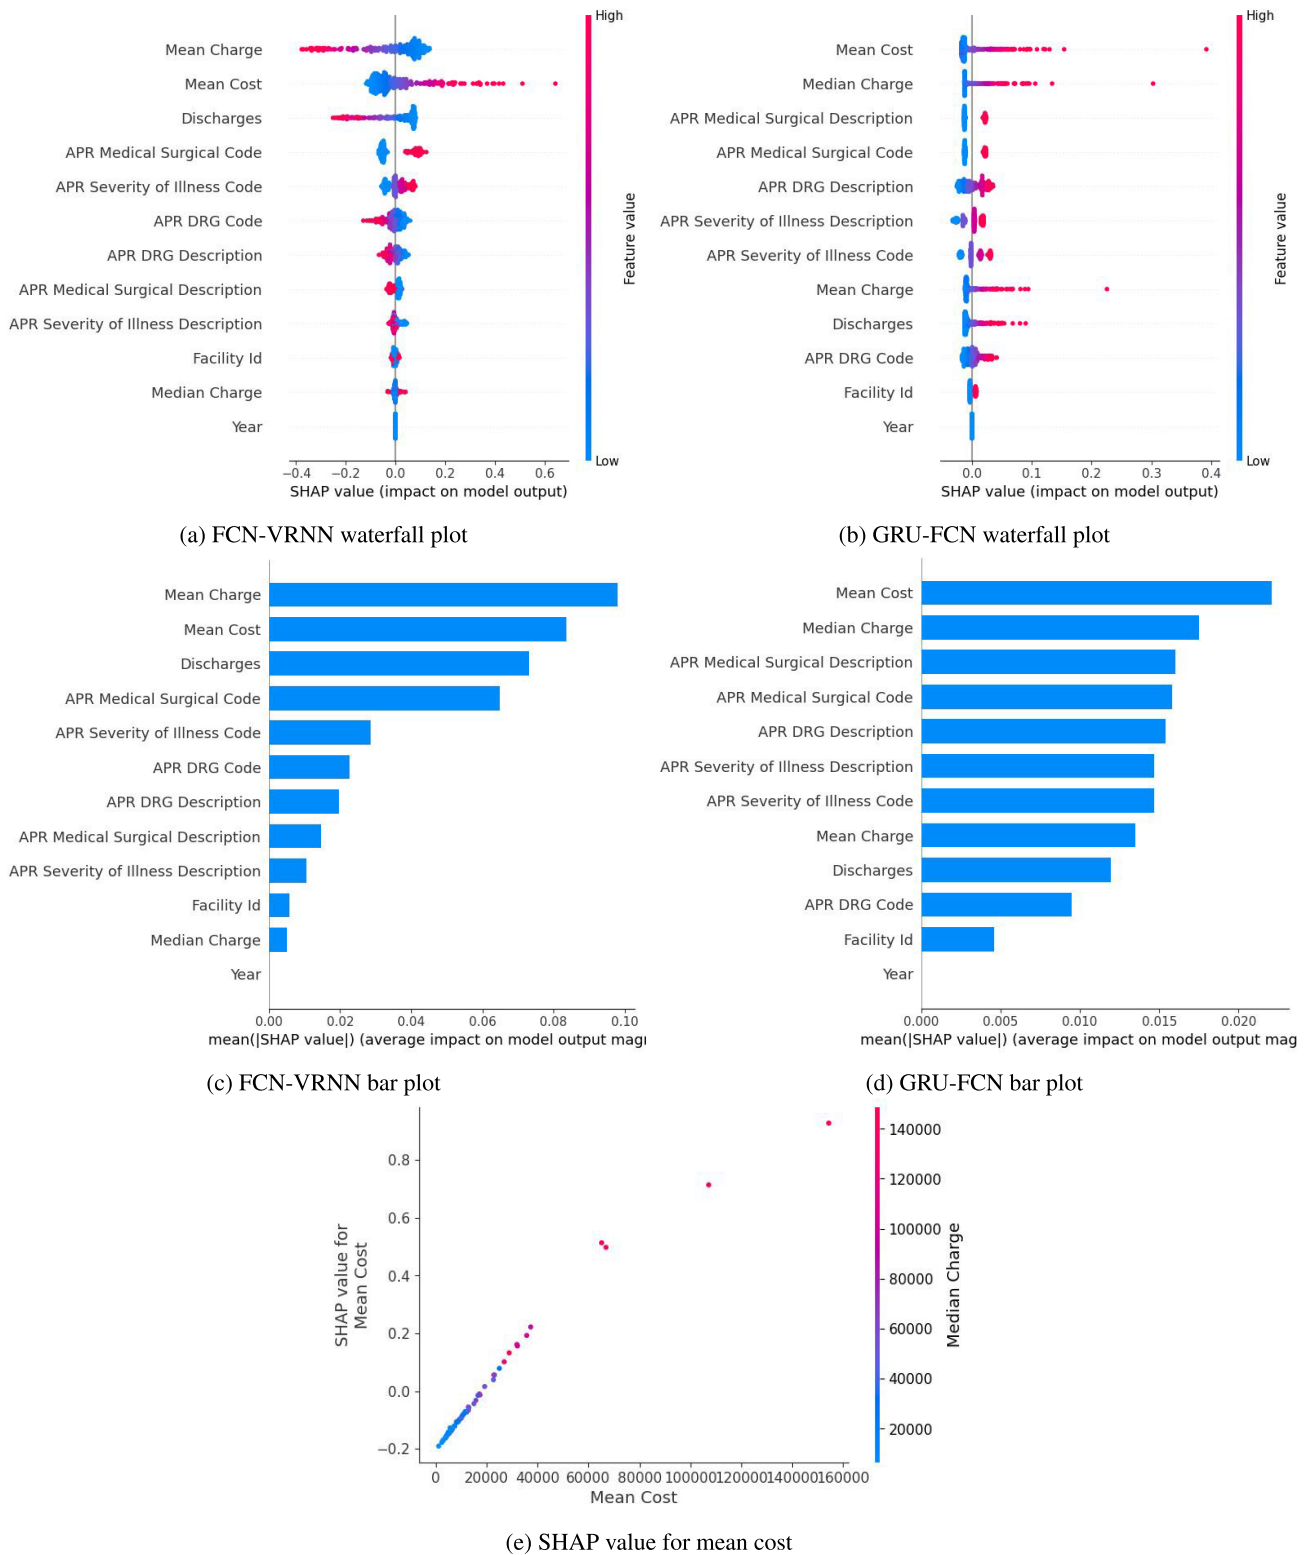 High
Mean Charge
Mean Cost
Discharges
APR Medical Surgical Code
APR Severity of Illness Code
APR DRG Code
APR DRG Description
APR Medical Surgical Description
APR Severity of Illness Description
Facility Id
Median Charge
Year
Feature value
Low
−0.4 −0.2 0.0 0.2 0.4 0.6
SHAP value (impact on model output)
(a) FCN-VRNN waterfall plot
High
Mean Cost
Median Charge
APR Medical Surgical Description
APR Medical Surgical Code
APR DRG Description
APR Severity of Illness Description
APR Severity of Illness Code
Mean Charge
Discharges
APR DRG Code
Facility Id
Year
Feature value
Low
0.0 0.1 0.2 0.3 0.4
SHAP value (impact on model output)
(b) GRU-FCN waterfall plot
Mean Charge
Mean Cost
Discharges
APR Medical Surgical Code
APR Severity of Illness Code
APR DRG Code
APR DRG Description
APR Medical Surgical Description
APR Severity of Illness Description
Facility Id
Median Charge
Year
0.00 0.02 0.04 0.06 0.08 0.10
mean(|SHAP value|) (average impact on model output magn
(c) FCN-VRNN bar plot
Mean Cost
Median Charge
APR Medical Surgical Description
APR Medical Surgical Code
APR DRG Description
APR Severity of Illness Description
APR Severity of Illness Code
Mean Charge
Discharges
APR DRG Code
Facility Id
Year
0.000 0.005 0.010 0.015 0.020
mean(|SHAP value|) (average impact on model output mag
(d) GRU-FCN bar plot
SHAP value for
Mean Cost
0.8
0.6
0.4
0.2
0.0
−0.2
0 20000 40000 60000 80000 100000 120000 140000 160000
Mean Cost
140000
120000
100000
80000
60000
40000
20000
Median Charge
(e) SHAP value for mean cost